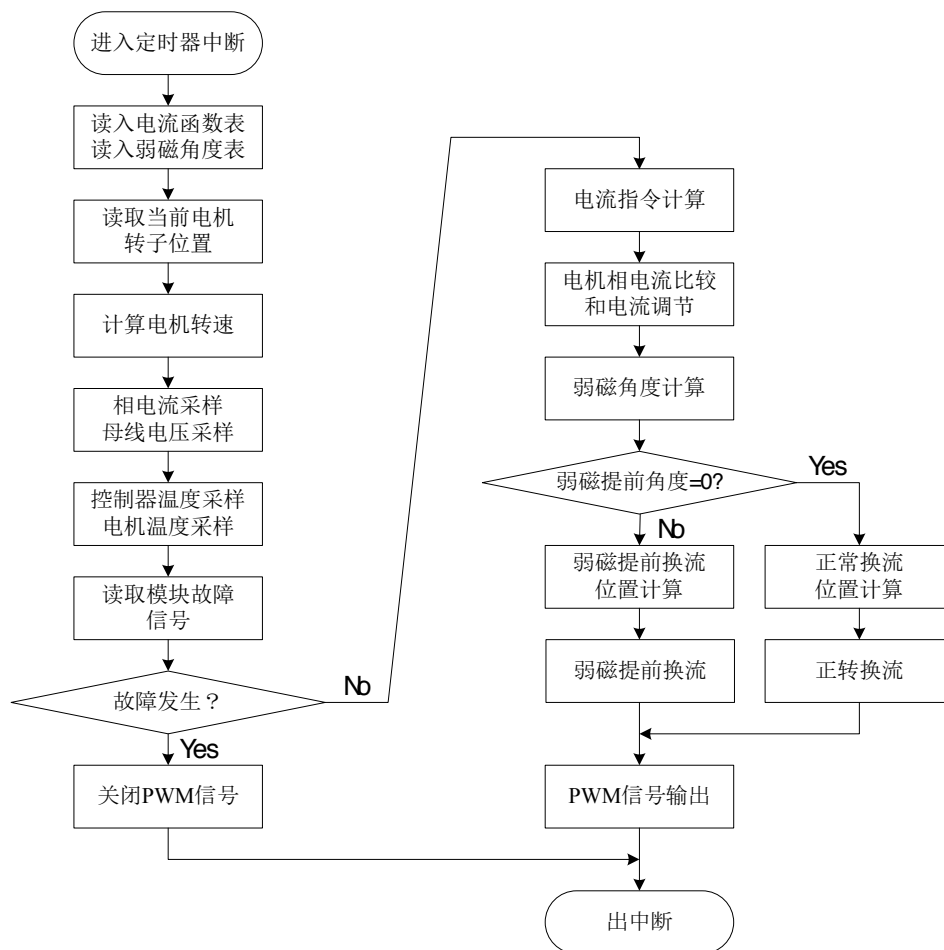 进入定时器中断
读入电流函数表
读入弱磁角度表
读取当前电机
转子位置
计算电机转速
相电流采样
母线电压采样
控制器温度采样
电机温度采样
读取模块故障
信号
故障发生？
No
Yes
关闭PWM信号
电流指令计算
电机相电流比较
和电流调节
弱磁角度计算
弱磁提前角度=0?
Yes
No
弱磁提前换流
位置计算
正常换流
位置计算
弱磁提前换流
正转换流
PWM信号输出
出中断